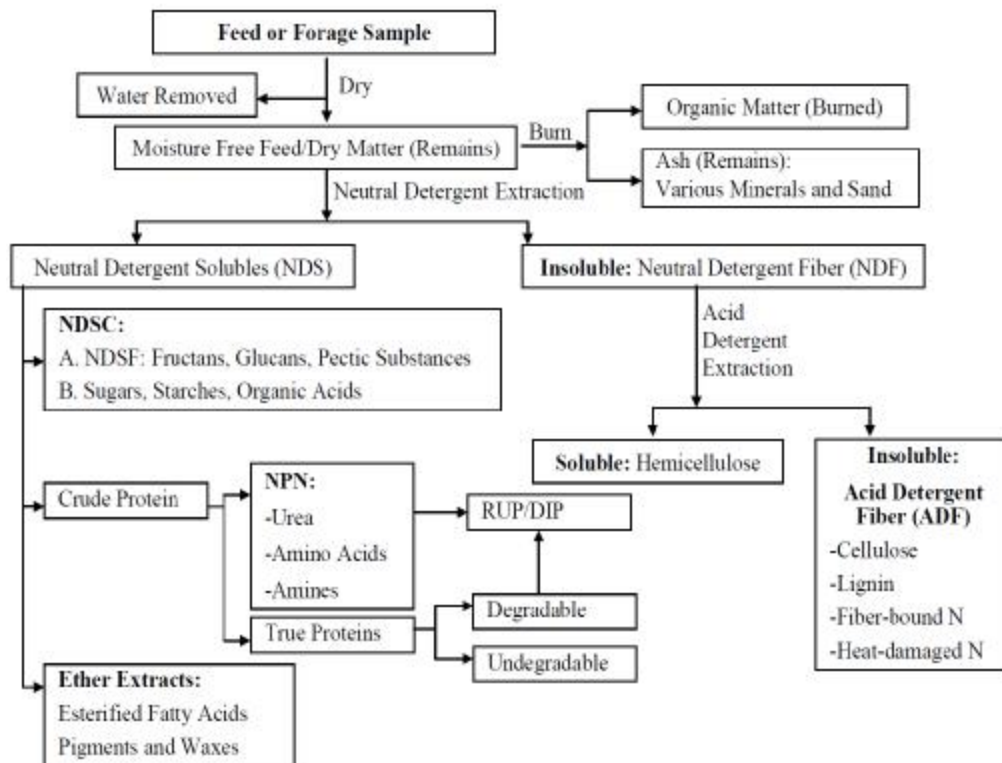 Feed or Forage Sample
Dry
Water Removed
Burn
Organic Matter (Burned)
Moisture Free Feed/Dry Matter (Remains)
Ash (Remains):
Various Minerals and Sand
Neutral Detergent Extraction
Neutral Detergent Solubles (NDS)
Insoluble: Neutral Detergent Fiber (NDF)
NDSC:
A. NDSF: Fructans, Glucans, Pectic Substances
B. Sugars, Starches, Organic Acids
Acid
Detergent
Extraction
Soluble: Hemicellulose
Insoluble:
Acid Detergent
Fiber (ADF)
-Cellulose
-Lignin
-Fiber-bound N
-Heat-damaged N
Crude Protein
NPN:
-Urea
-Amino Acids
-Amines
RUP/DIP
True Proteins
Degradable
Undegradable
Ether Extracts:
Esterified Fatty Acids
Pigments and Waxes